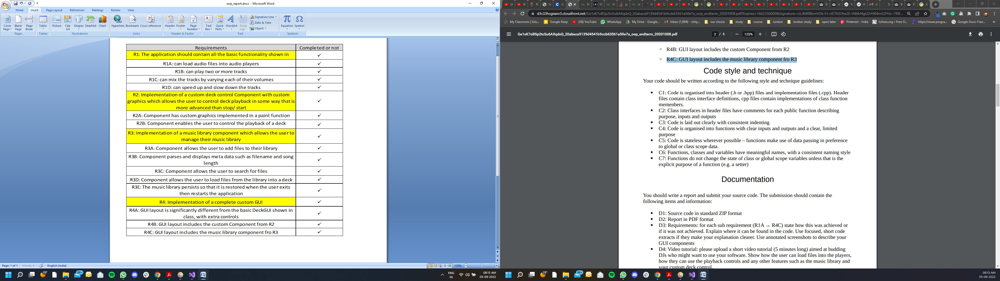 oop_report.docx - Microsoft Word
Home Insert Page Layout References Mailings Review View
Cover Page Blank Page Page Break Table Picture Clip Art Shapes SmartArt Chart Hyperlink Bookmark Cross-reference Header Footer Page Number Text Box Quick Parts WordArt Drop Cap Signature Line Date & Time Object Equation Symbol
Pages Tables Illustrations Links Header & Footer Text Symbols
Requirements Completed or not
R1: The application should contain all the basic functionality shown in ✓
R1A: can load audio files into audio players ✓
R1B: can play two or more tracks ✓
R1C: can mix the tracks by varying each of their volumes ✓
R1D: can speed up and slow down the tracks ✓
R2: Implementation of a custom deck control Component with custom
graphics which allows the user to control deck playback in some way that is ✓
more advanced than stop/ start
R2A: Component has custom graphics implemented in a paint function ✓
R2B: Component enables the user to control the playback of a deck ✓
R3: Implementation of a music library component which allows the user to ✓
manage their music library
R3A: Component allows the user to add files to their library ✓
R3B: Component parses and displays meta data such as filename and song ✓
length
R3C: Component allows the user to search for files ✓
R3D: Component allows the user to load files from the library into a deck ✓
R3E: The music library persists so that it is restored when the user exits ✓
then restarts the application
R4: Implementation of a complete custom GUI ✓
R4A: GUI layout is significantly different from the basic DeckGUI shown in ✓
class, with extra controls
R4B: GUI layout includes the custom Component from R2 ✓
R4C: GUI layout includes the music library component fro R3 ✓
Page: 1 of 1 Words: 0 English (India) 130%
29° 99+ ENG IN 08:13 AM 05-09-2022
d3c33hcgiwev3.cloudfront.net/
My Classroom | Edu... Google Keep (58) YouTube WhatsApp My Drive - Google... Inbox (1,694) - rishy... our choice study course london london study open later Pinterest - India lichess.org • Free O... https://www.progra... Google Docs: Free...
Ge1xK7oBSp2tcSu6AXqdxQ_20abaca9139d4541b9ccb63561a50e7a_oop_endterm_20201008.pdf 2 / 6 125%
R4B: GUI layout includes the custom Component from R2
R4C: GUI layout includes the music library component fro R3
Code style and technique
Your code should be written according to the following style and technique guidelines:
• C1: Code is organised into header (.h or .hpp) files and implementation files (.cpp). Header
files contain class interface definitions, cpp files contain implementations of class function
memenbers.
• C2: Class interfaces in header files have comments for each public function describing
purpose, inputs and outputs
• C3: Code is laid out clearly with consistent indenting
• C4: Code is organised into functions with clear inputs and outputs and a clear, limited
purpose
• C5: Code is stateless wherever possible – functions make use of data passing in preference
to global or class scope data.
• C6: Functions, classes and variables have meaningful names, with a consistent naming style
• C7: Functions do not change the state of class or global scope variables unless that is the
explicit purpose of a function (e.g. a setter)
Documentation
You should write a report and submit your source code. The submission should contain the
following items and information:
• D1: Source code in standard ZIP format
• D2: Report in PDF format
• D3: Requirements: for each sub requirement (R1A → R4C) state how this was achieved or
if it was not achieved. Explain where it can be found in the code. Use focused, short code
extracts if they make your explanation clearer. Use annotated screenshots to describe your
GUI components
• D4: Video tutorial: please upload a short video tutorial (5 minutes long) aimed at budding
DJs who might want to use your software. Show how the user can load files into the players,
how they can use the playback controls and any other features such as the music library and
your custom deck control.
29° 99+ 08:13 AM 05-09-2022